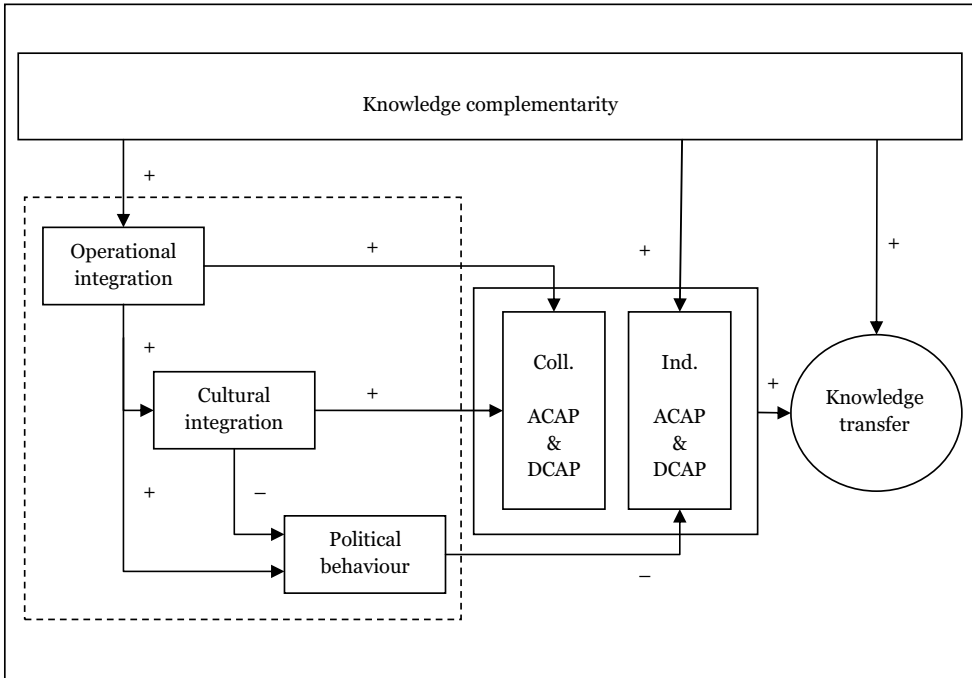 Knowledge complementarity
+
+
+
Operational
integration
+
+
Cultural
integration
+
–
+
Political
behaviour
–
Coll.
ACAP
&
DCAP
Ind.
ACAP
&
DCAP
+
Knowledge
transfer